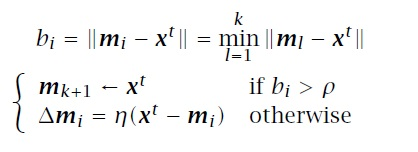 b_i = ‖m_i − x^t‖ = min_{l=1}^{k} ‖m_l − x^t‖
{ m_{k+1} ← x^t if b_i > ρ
Δm_i = η(x^t − m_i) otherwise